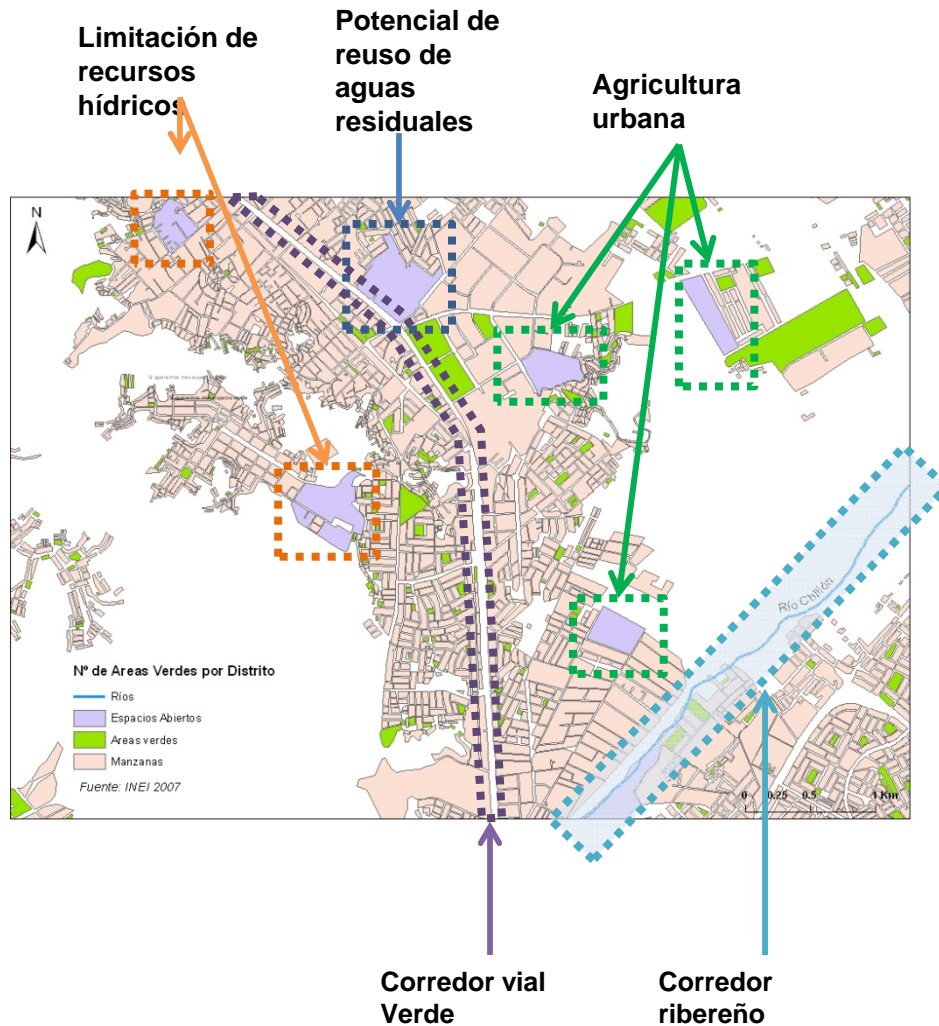 Limitación de
recursos
hídricos
Potencial de
reuso de
aguas
residuales
Agricultura
urbana
N
Río Chillón
Nº de Areas Verdes por Distrito
Ríos
Espacios Abiertos
Areas verdes
Manzanas
Fuente: INEI 2007
0 0.25 0.5 1 Km
Corredor vial
Verde
Corredor
ribereño